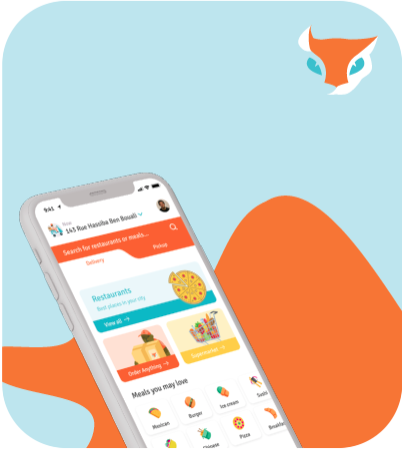 9:41
Blida
143 Rue Hassiba Ben Bouali
Search for restaurants or meals...
Delivery
Pickup
Restaurants
Best places in your city
View all →
Order Anything →
Supermarket →
Meals you may love
Mexican
Burger
Ice cream
Sushi
Chinese
Pizza
Breakfast